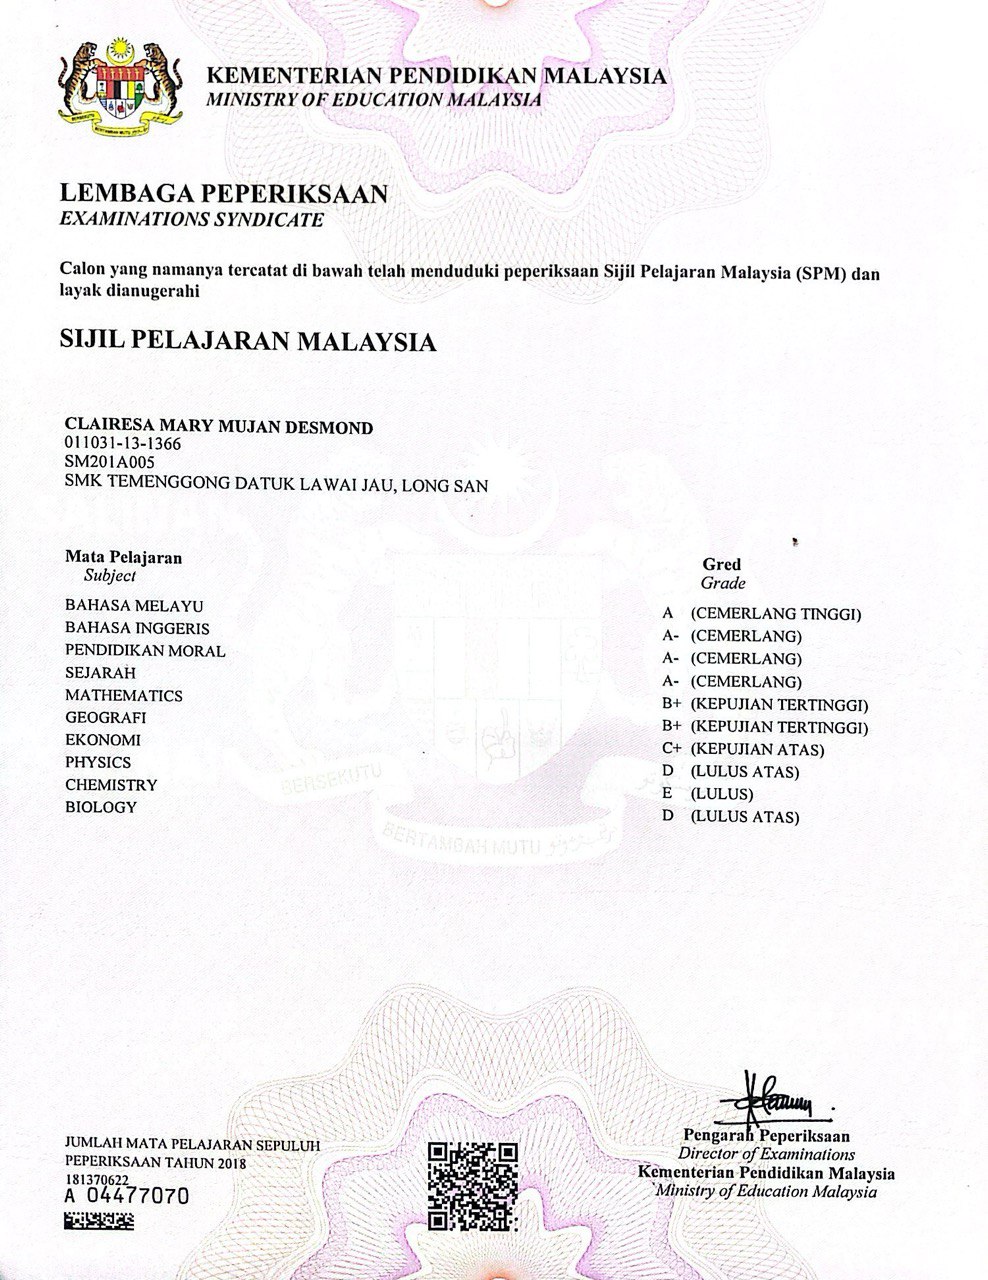 KEMENTERIAN PENDIDIKAN MALAYSIA
MINISTRY OF EDUCATION MALAYSIA
LEMBAGA PEPERIKSAAN
EXAMINATIONS SYNDICATE
Calon yang namanya tercatat di bawah telah menduduki peperiksaan Sijil Pelajaran Malaysia (SPM) dan
layak dianugerahi
SIJIL PELAJARAN MALAYSIA
CLAIRESA MARY MUJAN DESMOND
011031-13-1366
SM201A005
SMK TEMENGGONG DATUK LAWAI JAU, LONG SAN
Mata Pelajaran Gred
Subject Grade
BAHASA MELAYU A (CEMERLANG TINGGI)
BAHASA INGGERIS A- (CEMERLANG)
PENDIDIKAN MORAL A- (CEMERLANG)
SEJARAH A- (CEMERLANG)
MATHEMATICS B+ (KEPUJIAN TERTINGGI)
GEOGRAFI B+ (KEPUJIAN TERTINGGI)
EKONOMI C+ (KEPUJIAN ATAS)
PHYSICS D (LULUS ATAS)
CHEMISTRY E (LULUS)
BIOLOGY D (LULUS ATAS)
BERSEKUTU
BERTAMBAH MUTU
JUMLAH MATA PELAJARAN SEPULUH
PEPERIKSAAN TAHUN 2018
181370622
A 04477070
Pengarah Peperiksaan
Director of Examinations
Kementerian Pendidikan Malaysia
Ministry of Education Malaysia